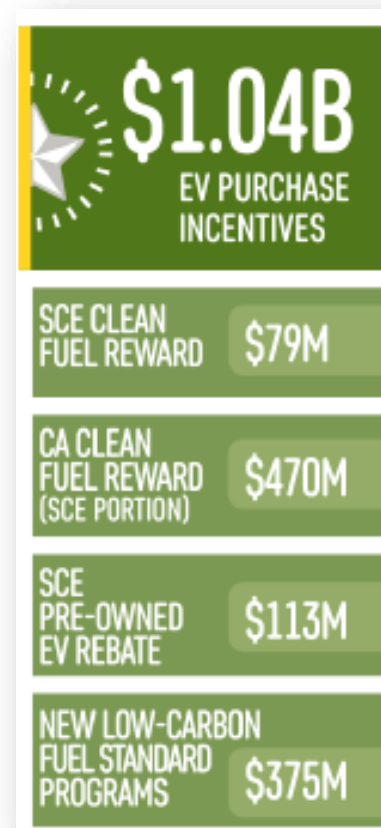 $1.04B
EV PURCHASE
INCENTIVES
SCE CLEAN
FUEL REWARD
$79M
CA CLEAN
FUEL REWARD
(SCE PORTION)
$470M
SCE
PRE-OWNED
EV REBATE
$113M
NEW LOW-CARBON
FUEL STANDARD
PROGRAMS
$375M